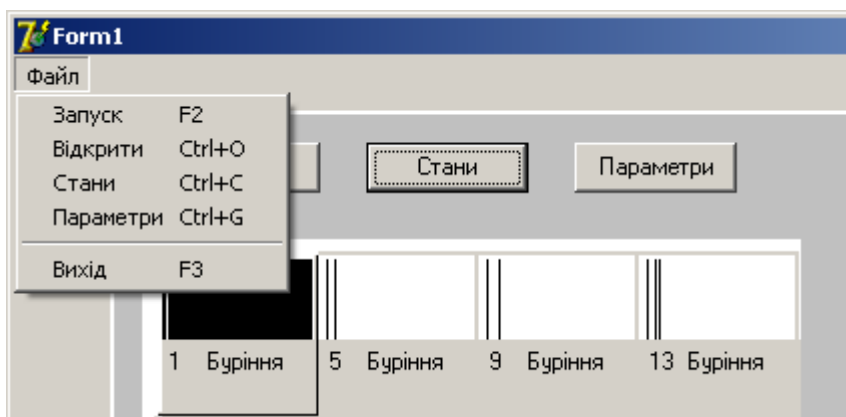 Form1
Файл
Запуск F2
Відкрити Ctrl+O
Стани Ctrl+C
Параметри Ctrl+G
Вихід F3
Стани Параметри
1 Буріння 5 Буріння 9 Буріння 13 Буріння